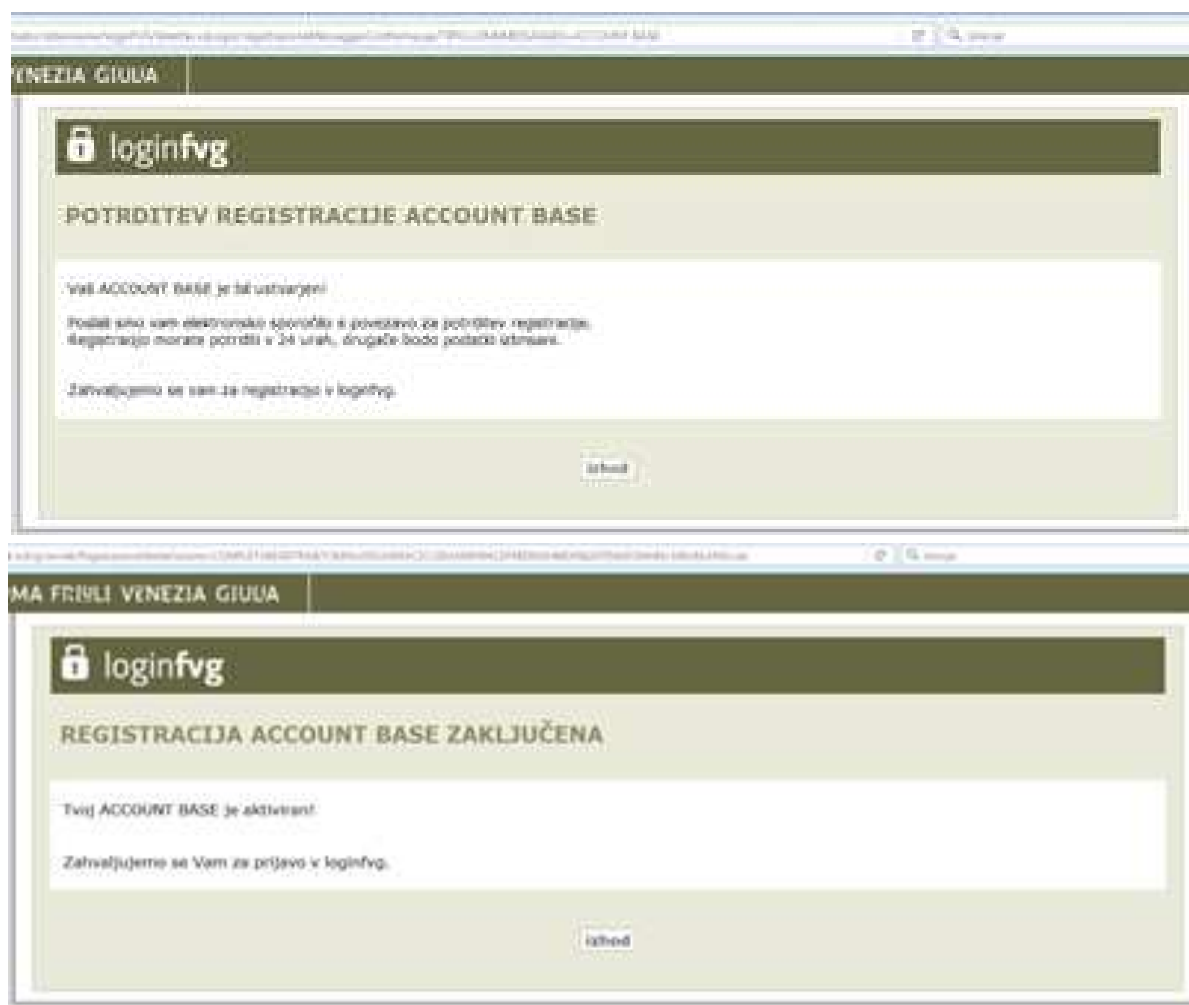 VENEZIA GIULIA
loginfvg
POTRDITEV REGISTRACIJE ACCOUNT BASE
Vaš ACCOUNT BASE je bil ustvarjen!
Poslali smo vam elektronsko sporočilo s povezavo za potrditev registracije.
Registracijo morate potrditi v 24 urah, drugače bodo podatki izbrisani.
Zahvaljujemo se vam za registracijo v loginfvg.
izhod
MA FRIULI VENEZIA GIULIA
loginfvg
REGISTRACIJA ACCOUNT BASE ZAKLJUČENA
Tvoj ACCOUNT BASE je aktiviran!
Zahvaljujemo se Vam za prijavo v loginfvg.
izhod